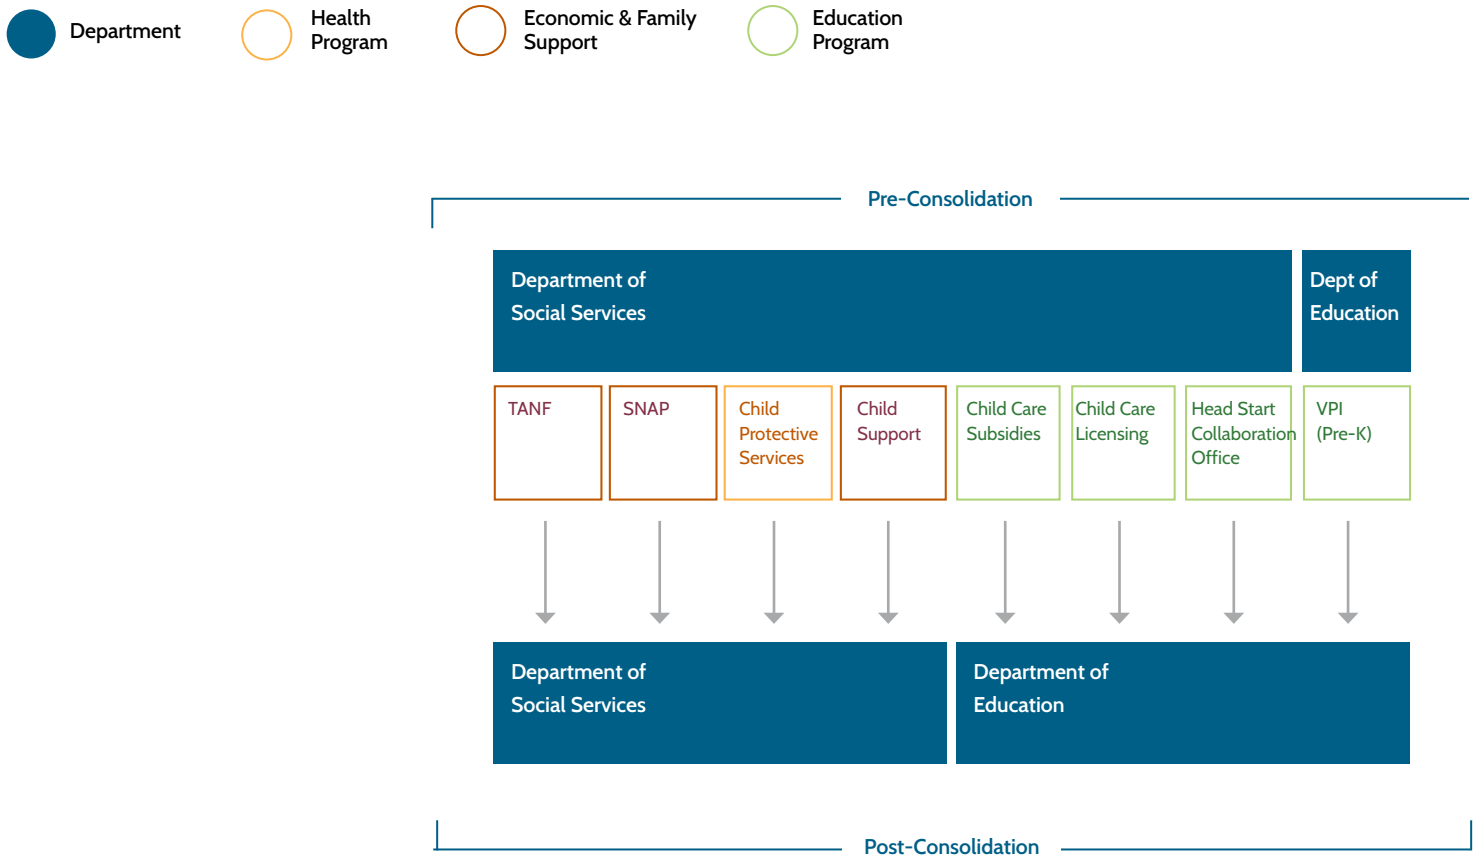 Department
Health
Program
Economic & Family
Support
Education
Program
Pre-Consolidation
Department of
Social Services
Dept of
Education
TANF
SNAP
Child
Protective
Services
Child
Support
Child Care
Subsidies
Child Care
Licensing
Head Start
Collaboration
Office
VPI
(Pre-K)
Department of
Social Services
Department of
Education
Post-Consolidation